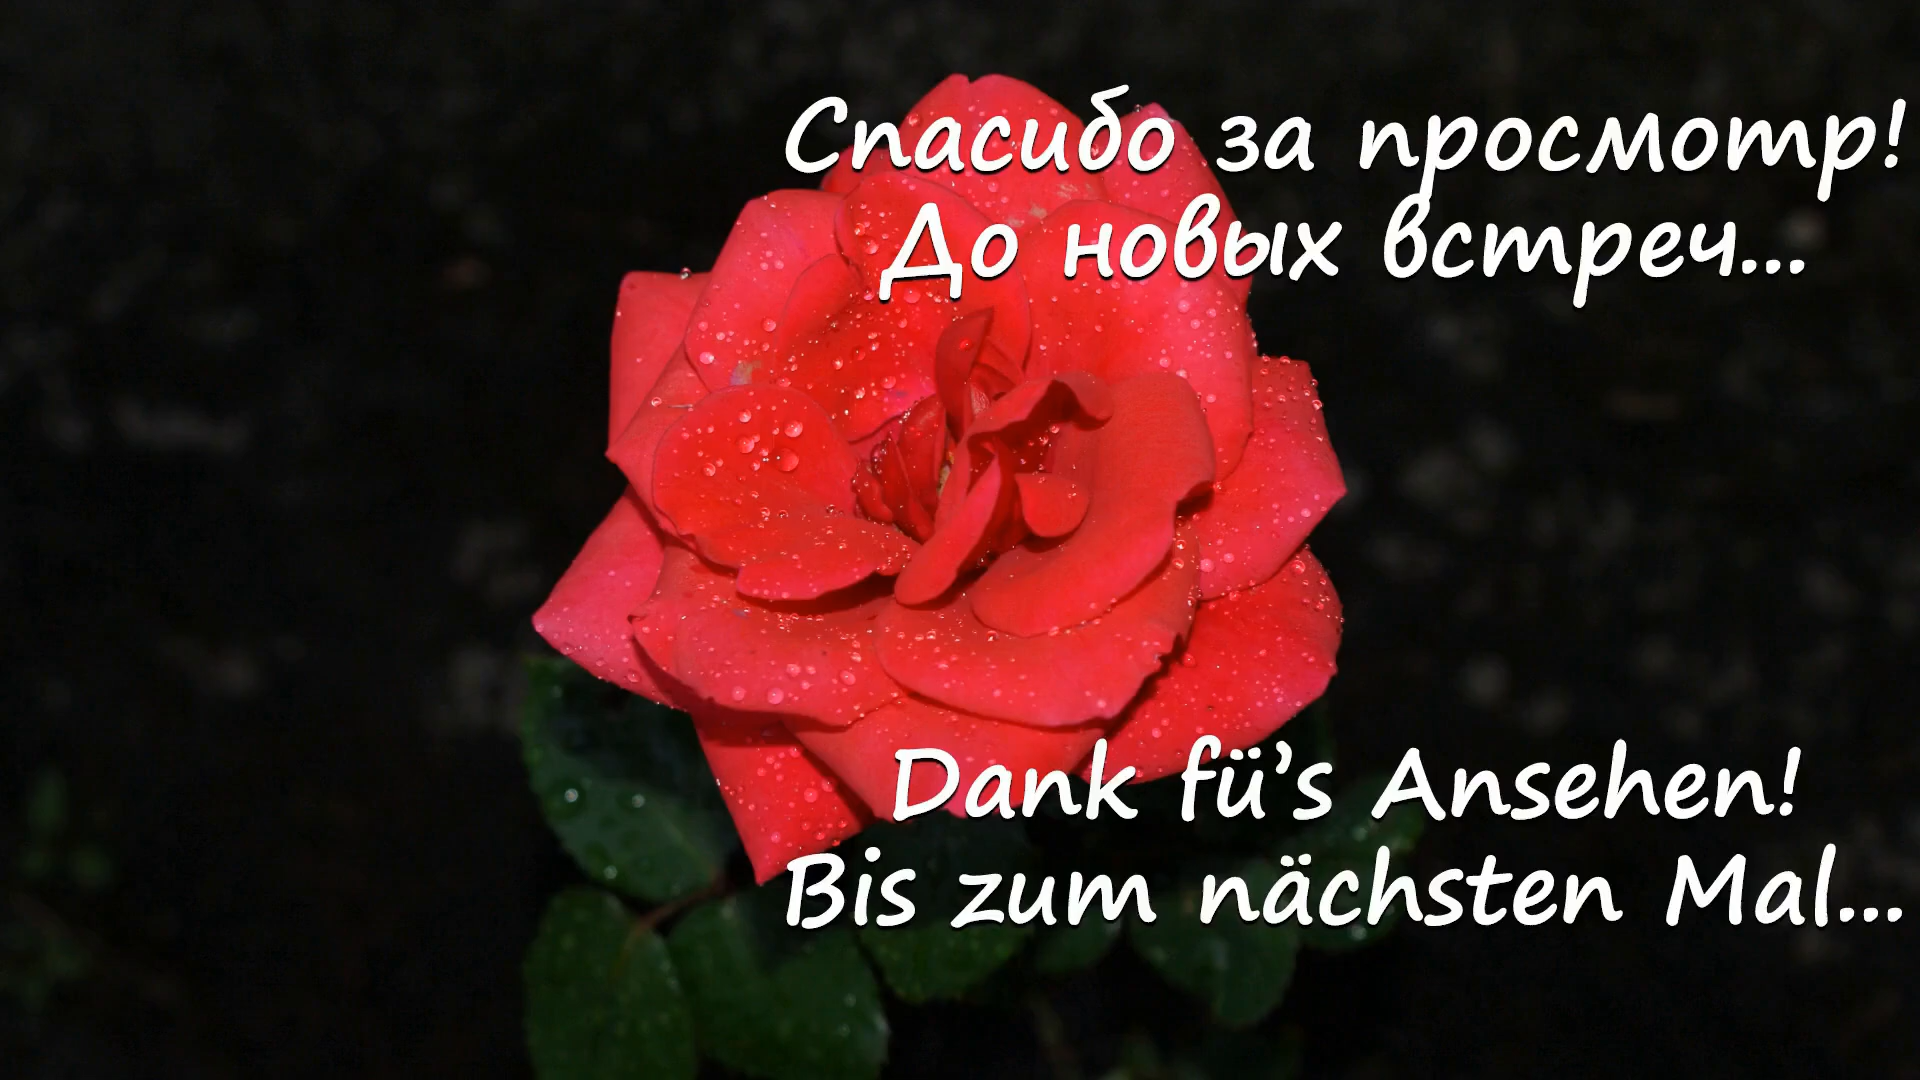 Спасибо за просмотр!
До новых встреч...
Dank fü's Ansehen!
Bis zum nächsten Mal...